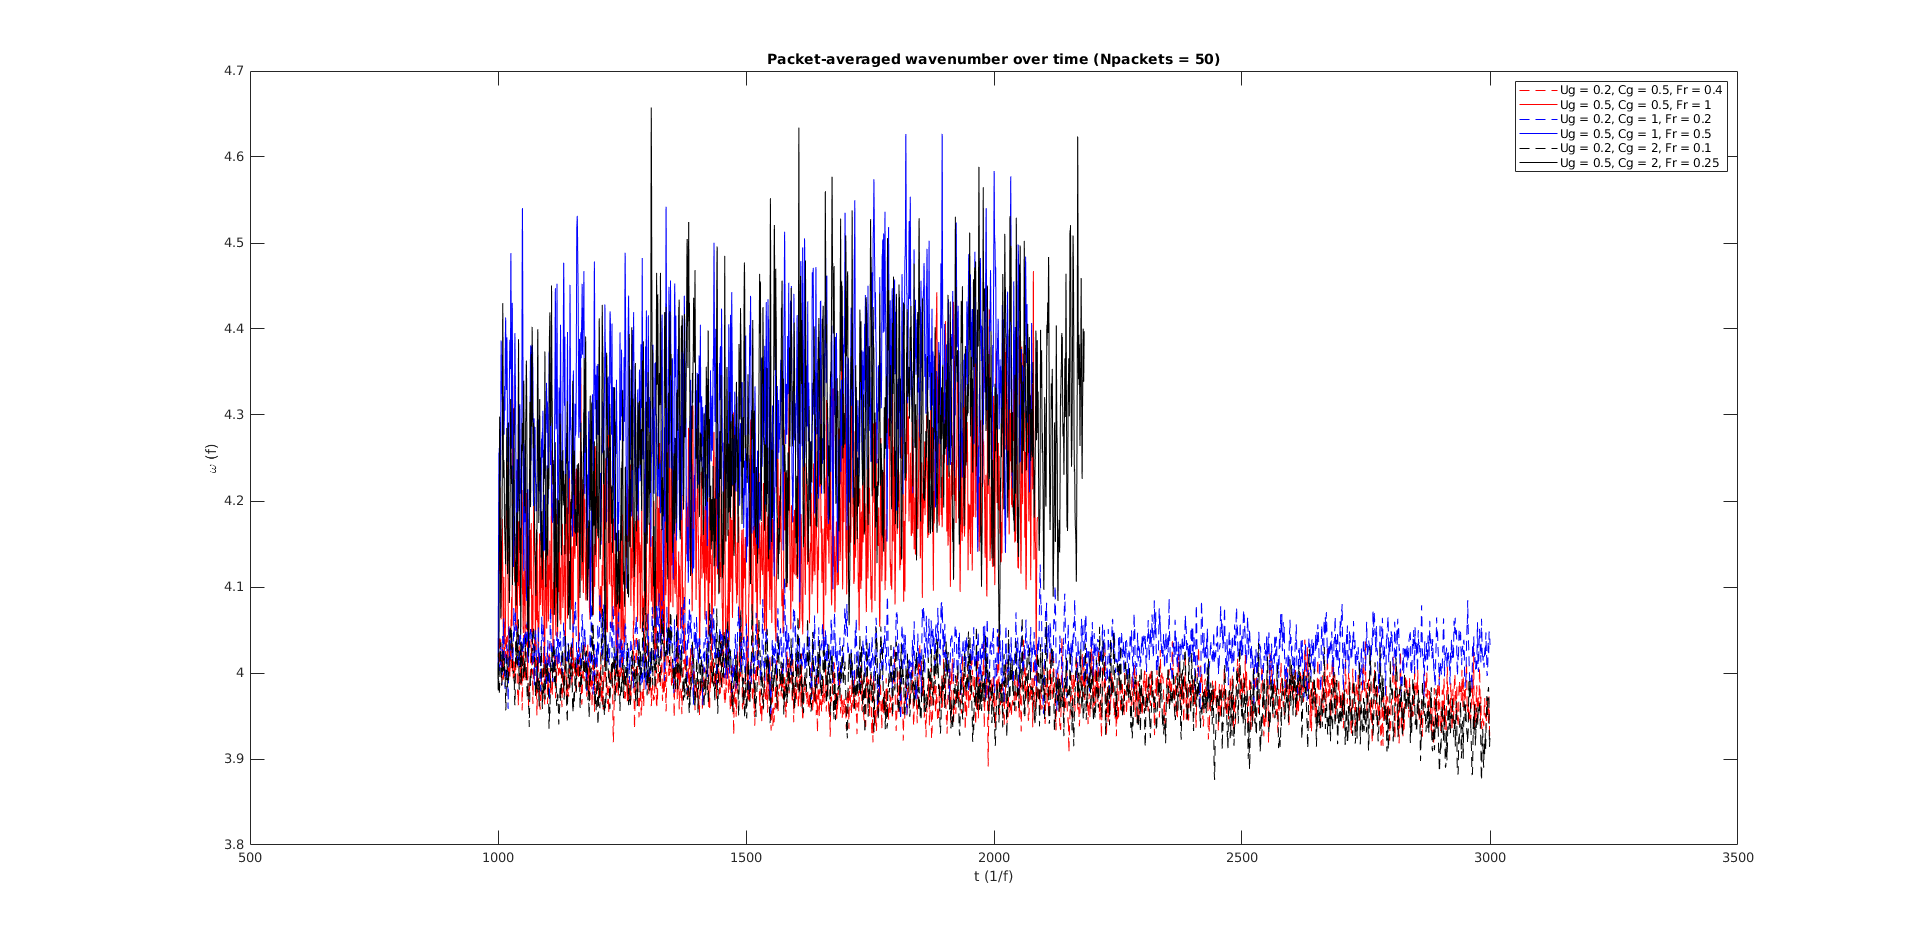 Packet-averaged wavenumber over time (Npackets = 50)
4.7
4.6
4.5
4.4
4.3
4.2
4.1
4
3.9
3.8
ω (f)
500
1000
1500
2000
2500
3000
3500
t (1/f)
Ug = 0.2, Cg = 0.5, Fr = 0.4
Ug = 0.5, Cg = 0.5, Fr = 1
Ug = 0.2, Cg = 1, Fr = 0.2
Ug = 0.5, Cg = 1, Fr = 0.5
Ug = 0.2, Cg = 2, Fr = 0.1
Ug = 0.5, Cg = 2, Fr = 0.25